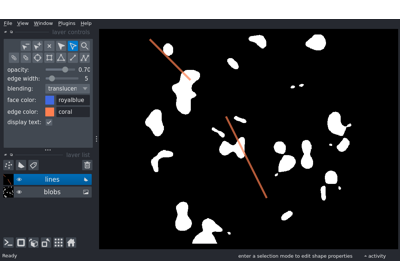 File View Window Plugins Help
layer controls
opacity: 0.70
edge width: 5
blending: translucen
face color: royalblue
edge color: coral
display text:
layer list
lines
blobs
Ready enter a selection mode to edit shape properties activity